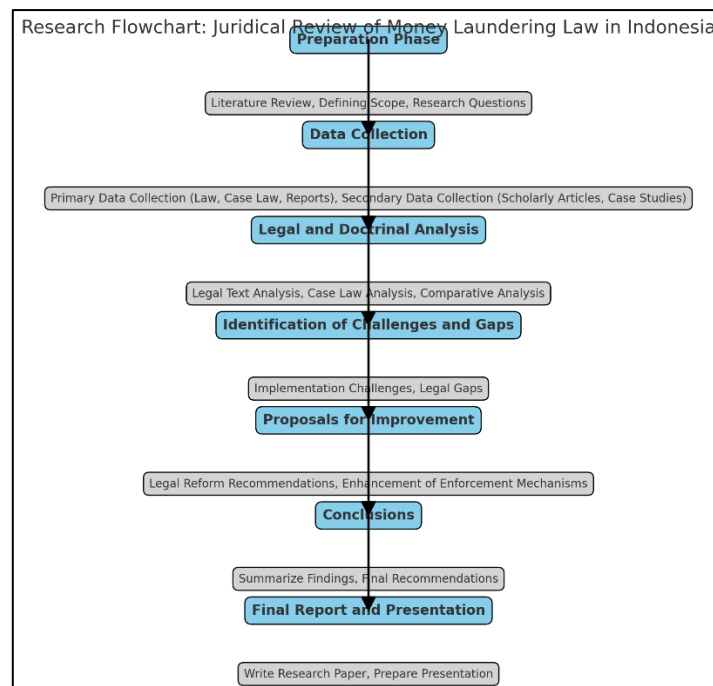 Research Flowchart: Juridical Review of Money Laundering Law in Indonesia
Preparation Phase
Literature Review, Defining Scope, Research Questions
Data Collection
Primary Data Collection (Law, Case Law, Reports), Secondary Data Collection (Scholarly Articles, Case Studies)
Legal and Doctrinal Analysis
Legal Text Analysis, Case Law Analysis, Comparative Analysis
Identification of Challenges and Gaps
Implementation Challenges, Legal Gaps
Proposals for Improvement
Legal Reform Recommendations, Enhancement of Enforcement Mechanisms
Conclusions
Summarize Findings, Final Recommendations
Final Report and Presentation
Write Research Paper, Prepare Presentation